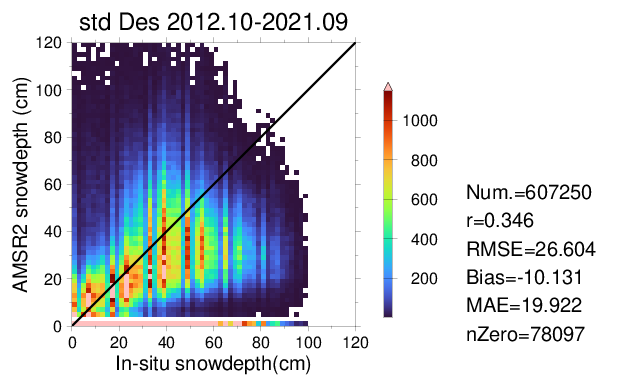 std Des 2012.10-2021.09
AMSR2 snowdepth (cm)
120
100
80
60
40
20
0
0 20 40 60 80 100 120
In-situ snowdepth(cm)
1000
800
600
400
200
Num.=607250
r=0.346
RMSE=26.604
Bias=-10.131
MAE=19.922
nZero=78097